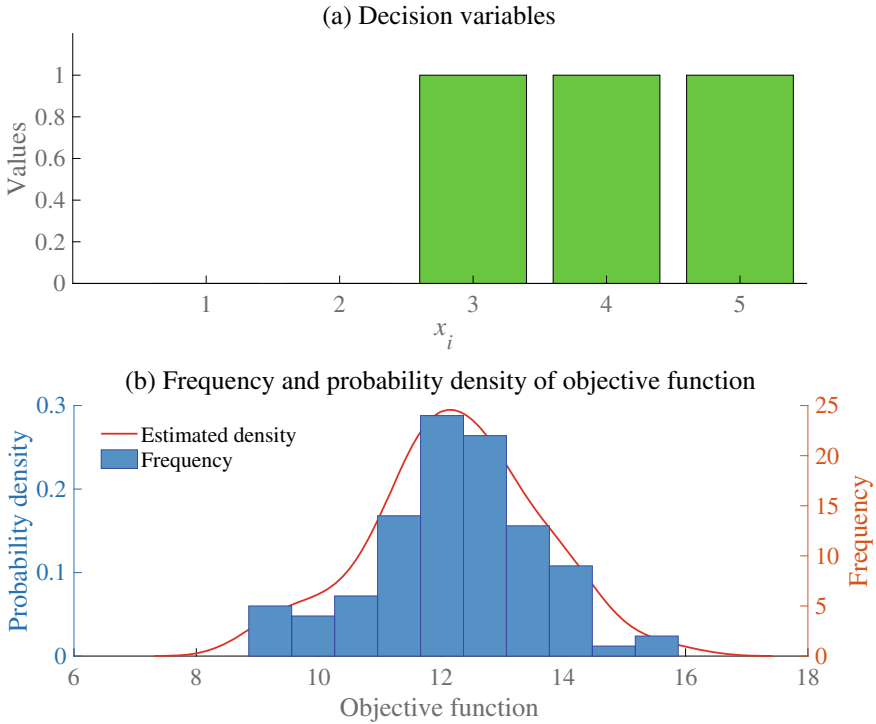 (a) Decision variables
Values
1
0.8
0.6
0.4
0.2
0
1 2 3 4 5
x_i
(b) Frequency and probability density of objective function
Probability density
0.3
0.2
0.1
0
Estimated density
Frequency
25
20
15
10
5
0
Frequency
6 8 10 12 14 16 18
Objective function